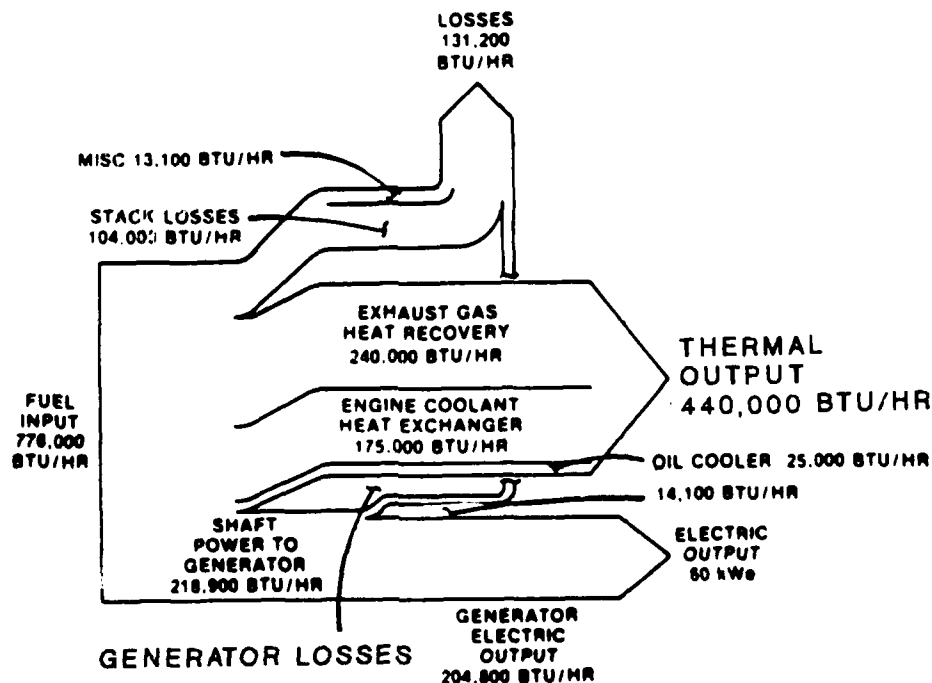 LOSSES
131,200
BTU/HR
MISC 13,100 BTU/HR
STACK LOSSES
104,000 BTU/HR
EXHAUST GAS
HEAT RECOVERY
240,000 BTU/HR
THERMAL
OUTPUT
440,000 BTU/HR
FUEL
INPUT
776,000
BTU/HR
ENGINE COOLANT
HEAT EXCHANGER
175,000 BTU/HR
OIL COOLER 25,000 BTU/HR
14,100 BTU/HR
SHAFT
POWER TO
GENERATOR
218,900 BTU/HR
ELECTRIC
OUTPUT
60 kWe
GENERATOR LOSSES
GENERATOR
ELECTRIC
OUTPUT
204,800 BTU/HR